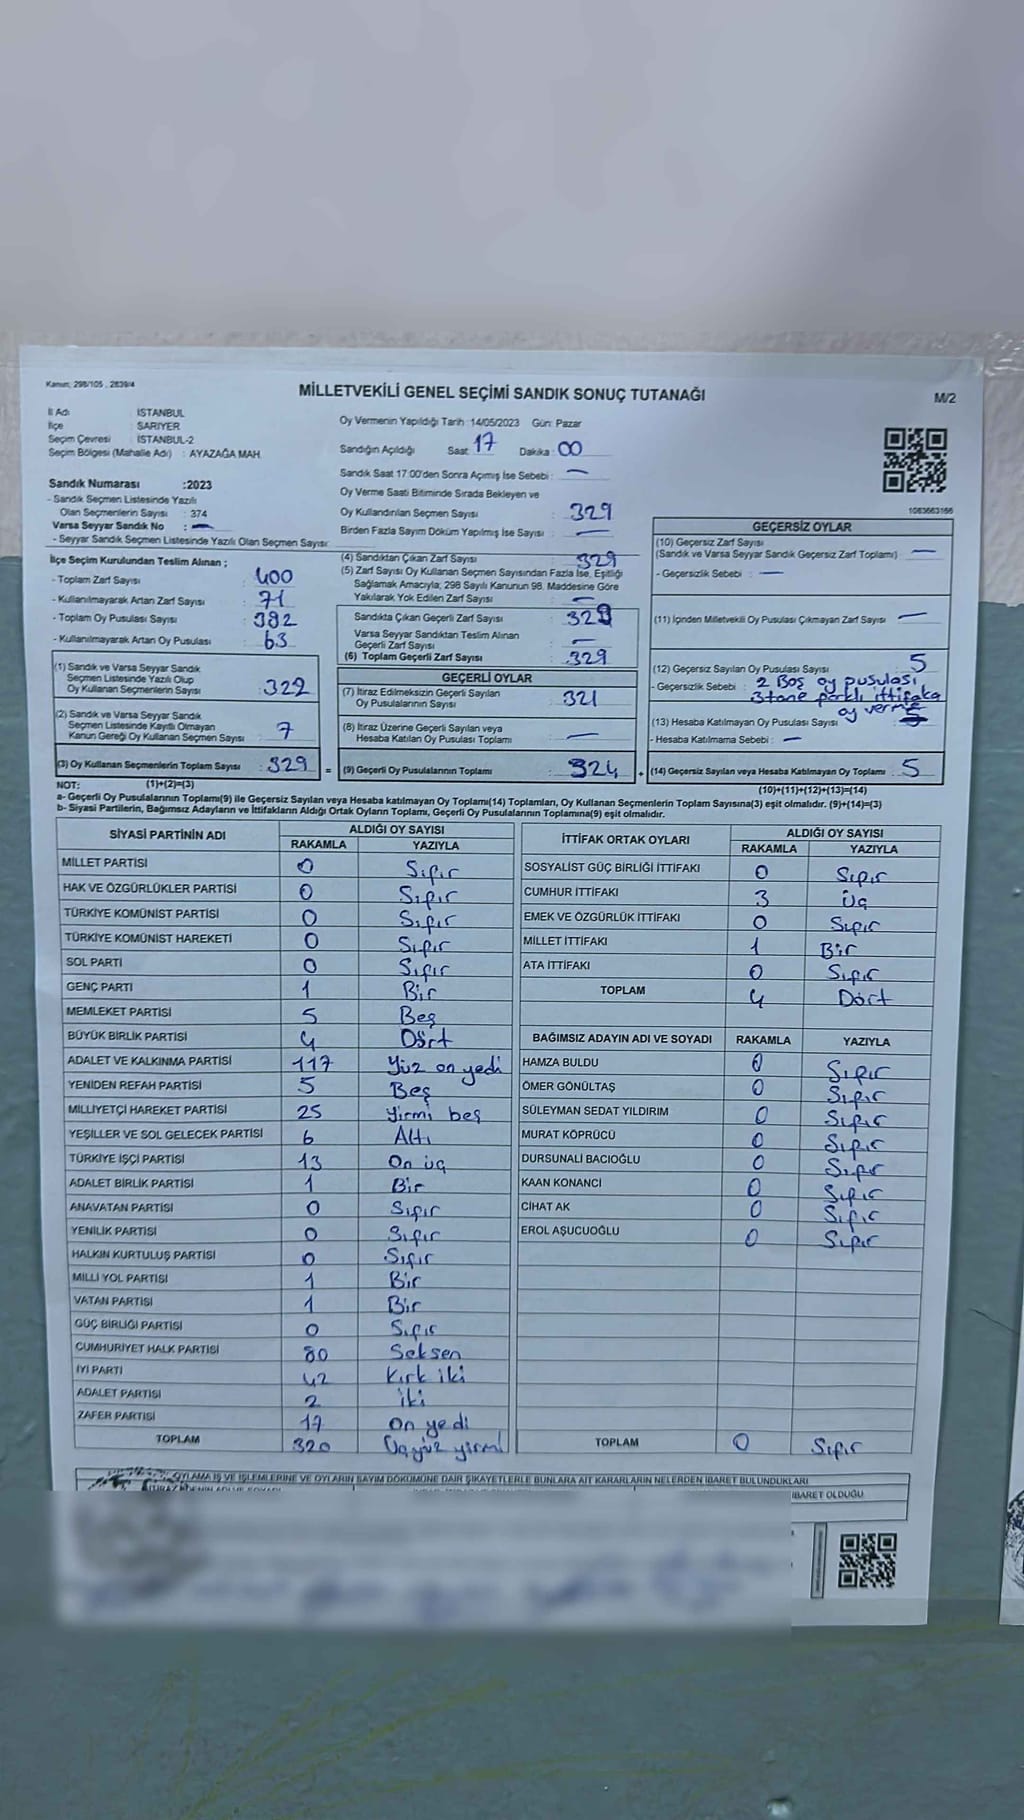 Kanun; 298/105 , 2839/4
MİLLETVEKİLİ GENEL SEÇİMİ SANDIK SONUÇ TUTANAĞI
M/2
İl Adı : İSTANBUL
İlçe : SARIYER
Seçim Çevresi : İSTANBUL-2
Seçim Bölgesi (Mahalle Adı) : AYAZAĞA MAH.
Sandık Numarası :2023
- Sandık Seçmen Listesinde Yazılı
Olan Seçmenlerin Sayısı : 374
Varsa Seyyar Sandık No : —
- Seyyar Sandık Seçmen Listesinde Yazılı Olan Seçmen Sayısı:
Oy Vermenin Yapıldığı Tarih :14/05/2023 Gün: Pazar
Sandığın Açıldığı Saat: 17 Dakika : 00
Sandık Saat 17:00'den Sonra Açılmış İse Sebebi : —
Oy Verme Saati Bitiminde Sırada Bekleyen ve
Oy Kullandırılan Seçmen Sayısı : 329
Birden Fazla Sayım Döküm Yapılmış İse Sayısı : —
1083663166
İlçe Seçim Kurulundan Teslim Alınan ;
- Toplam Zarf Sayısı : 400
- Kullanılmayarak Artan Zarf Sayısı : 71
- Toplam Oy Pusulası Sayısı : 392
- Kullanılmayarak Artan Oy Pusulası : 63
(1) Sandık ve Varsa Seyyar Sandık
Seçmen Listesinde Yazılı Olup
Oy Kullanan Seçmenlerin Sayısı : 322
(2) Sandık ve Varsa Seyyar Sandık
Seçmen Listesinde Kayıtlı Olmayan
Kanun Gereği Oy Kullanan Seçmen Sayısı : 7
(3) Oy Kullanan Seçmenlerin Toplam Sayısı : 329
(1)+(2)=(3)
(4) Sandıktan Çıkan Zarf Sayısı : 329
(5) Zarf Sayısı Oy Kullanan Seçmen Sayısından Fazla İse, Eşitliği
Sağlamak Amacıyla, 298 Sayılı Kanunun 98. Maddesine Göre
Yakılarak Yok Edilen Zarf Sayısı : —
Sandıkta Çıkan Geçerli Zarf Sayısı : 329
Varsa Seyyar Sandıktan Teslim Alınan
Geçerli Zarf Sayısı : —
(6) Toplam Geçerli Zarf Sayısı : 329
GEÇERLİ OYLAR
(7) İtiraz Edilmeksizin Geçerli Sayılan
Oy Pusulalarının Sayısı : 321
(8) İtiraz Üzerine Geçerli Sayılan veya
Hesaba Katılan Oy Pusulası Toplamı : —
= (9) Geçerli Oy Pusulalarının Toplamı : 324
GEÇERSİZ OYLAR
(10) Geçersiz Zarf Sayısı
(Sandık ve Varsa Seyyar Sandık Geçersiz Zarf Toplamı) : —
- Geçersizlik Sebebi : —
(11) İçinden Milletvekili Oy Pusulası Çıkmayan Zarf Sayısı : —
(12) Geçersiz Sayılan Oy Pusulası Sayısı : 5
- Geçersizlik Sebebi : 2 Boş oy pusulası
3 tane farklı ittifaka
oy verme
(13) Hesaba Katılmayan Oy Pusulası Sayısı :
- Hesaba Katılmama Sebebi : —
+ (14) Geçersiz Sayılan veya Hesaba Katılmayan Oy Toplamı : 5
(10)+(11)+(12)+(13)=(14)
NOT:
a- Geçerli Oy Pusulalarının Toplamı(9) ile Geçersiz Sayılan veya Hesaba katılmayan Oy Toplamı(14) Toplamları, Oy Kullanan Seçmenlerin Toplam Sayısına(3) eşit olmalıdır. (9)+(14)=(3)
b- Siyasi Partilerin, Bağımsız Adayların ve İttifakların Aldığı Ortak Oyların Toplamı, Geçerli Oy Pusulalarının Toplamına(9) eşit olmalıdır.
SİYASİ PARTİNİN ADI ALDIĞI OY SAYISI
RAKAMLA YAZIYLA
MİLLET PARTİSİ 0 Sıfır
HAK VE ÖZGÜRLÜKLER PARTİSİ 0 Sıfır
TÜRKİYE KOMÜNİST PARTİSİ 0 Sıfır
TÜRKİYE KOMÜNİST HAREKETİ 0 Sıfır
SOL PARTİ 0 Sıfır
GENÇ PARTİ 1 Bir
MEMLEKET PARTİSİ 5 Beş
BÜYÜK BİRLİK PARTİSİ 4 Dört
ADALET VE KALKINMA PARTİSİ 117 Yüz on yedi
YENİDEN REFAH PARTİSİ 5 Beş
MİLLİYETÇİ HAREKET PARTİSİ 25 Yirmi beş
YEŞİLLER VE SOL GELECEK PARTİSİ 6 Altı
TÜRKİYE İŞÇİ PARTİSİ 13 On üç
ADALET BİRLİK PARTİSİ 1 Bir
ANAVATAN PARTİSİ 0 Sıfır
YENİLİK PARTİSİ 0 Sıfır
HALKIN KURTULUŞ PARTİSİ 0 Sıfır
MİLLİ YOL PARTİSİ 1 Bir
VATAN PARTİSİ 1 Bir
GÜÇ BİRLİĞİ PARTİSİ 0 Sıfır
CUMHURİYET HALK PARTİSİ 80 Seksen
İYİ PARTİ 42 Kırk iki
ADALET PARTİSİ 2 iki
ZAFER PARTİSİ 17 On yedi
TOPLAM 320 Üçyüz yirmi
İTTİFAK ORTAK OYLARI ALDIĞI OY SAYISI
RAKAMLA YAZIYLA
SOSYALİST GÜÇ BİRLİĞİ İTTİFAKI 0 Sıfır
CUMHUR İTTİFAKI 3 Üç
EMEK VE ÖZGÜRLÜK İTTİFAKI 0 Sıfır
MİLLET İTTİFAKI 1 Bir
ATA İTTİFAKI 0 Sıfır
TOPLAM 4 Dört
BAĞIMSIZ ADAYIN ADI VE SOYADI RAKAMLA YAZIYLA
HAMZA BULDU 0 Sıfır
ÖMER GÖNÜLTAŞ 0 Sıfır
SÜLEYMAN SEDAT YILDIRIM 0 Sıfır
MURAT KÖPRÜCÜ 0 Sıfır
DURSUNALİ BACIOĞLU 0 Sıfır
KAAN KONANCİ 0 Sıfır
CİHAT AK 0 Sıfır
EROL AŞUCUOĞLU 0 Sıfır
TOPLAM 0 Sıfır
OYLAMA İŞ VE İŞLEMLERİNE VE OYLARIN SAYIM DÖKÜMÜNE DAİR ŞİKAYETLERLE BUNLARA AİT KARARLARIN NELERDEN İBARET BULUNDUKLARI
İBARET OLDUĞU